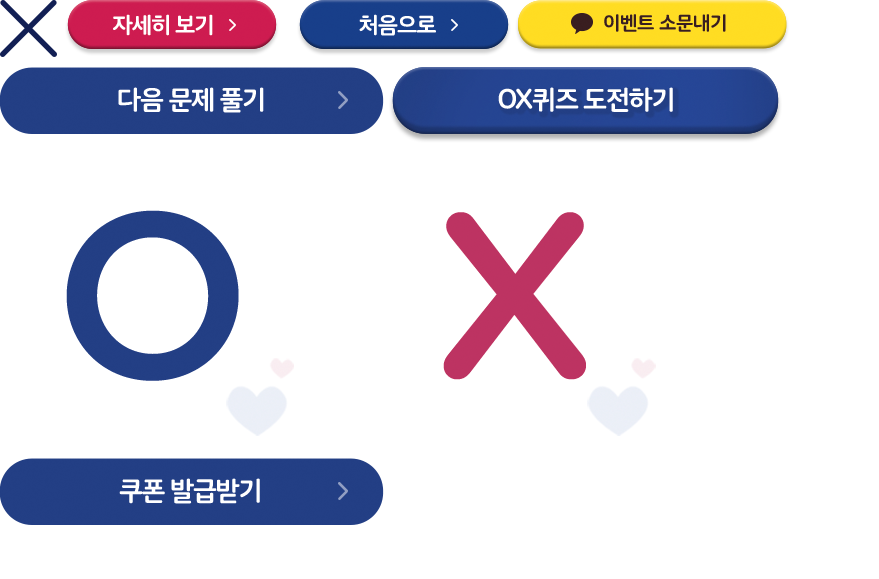 자세히 보기
처음으로
이벤트 소문내기
다음 문제 풀기
OX퀴즈 도전하기
O
X
쿠폰 발급받기